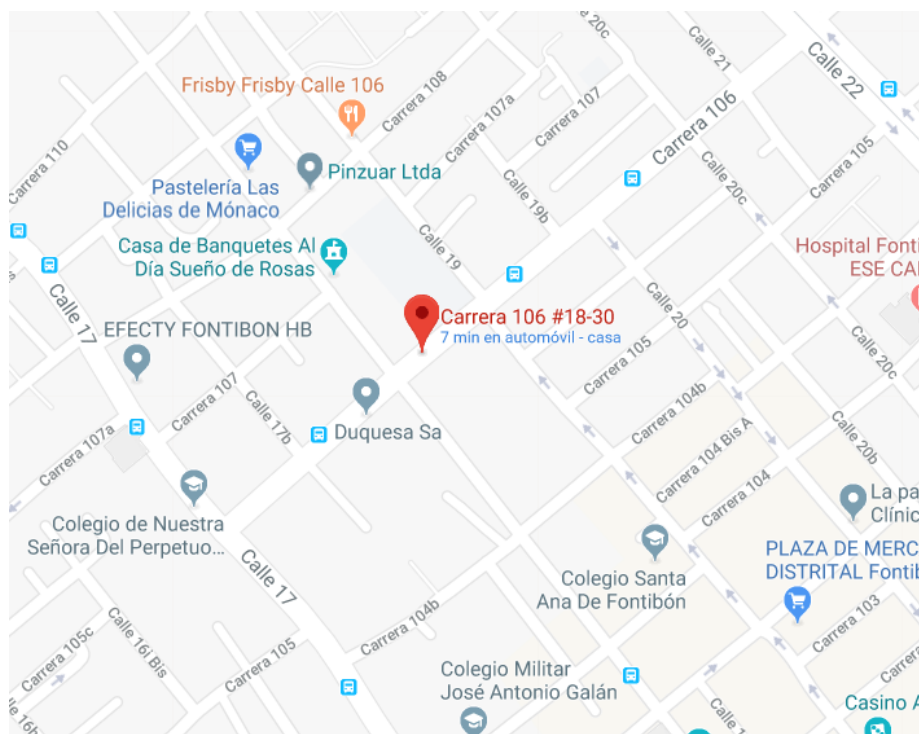 Calle 20c
Calle 21
Calle 22
Frisby Frisby Calle 106
Carrera 108
Carrera 107a
Carrera 107
Carrera 106
Carrera 110
Pinzuar Ltda
Pastelería Las
Delicias de Mónaco
Calle 20c
Carrera 105
Calle 19b
Calle 19
Casa de Banquetes Al
Día Sueño de Rosas
Hospital Fonti
ESE CA
Calle 17
Calle 20
Carrera 106 #18-30
7 min en automóvil - casa
EFECTY FONTIBON HB
Carrera 105
Calle 20c
Carrera 107
Calle 17b
Duquesa Sa
Carrera 104b
Carrera 107a
Carrera 104 Bis A
Calle 20b
Carrera 104
La pa
Clínic
Colegio de Nuestra
Señora Del Perpetuo...
Calle 17
PLAZA DE MERC
DISTRITAL Fontib
Colegio Santa
Ana De Fontibón
Carrera 104b
Carrera 103
Calle 16i Bis
Carrera 105c
Carrera 105
Carrera
Colegio Militar
José Antonio Galán
Casino A
Calle 1
Calle 16h